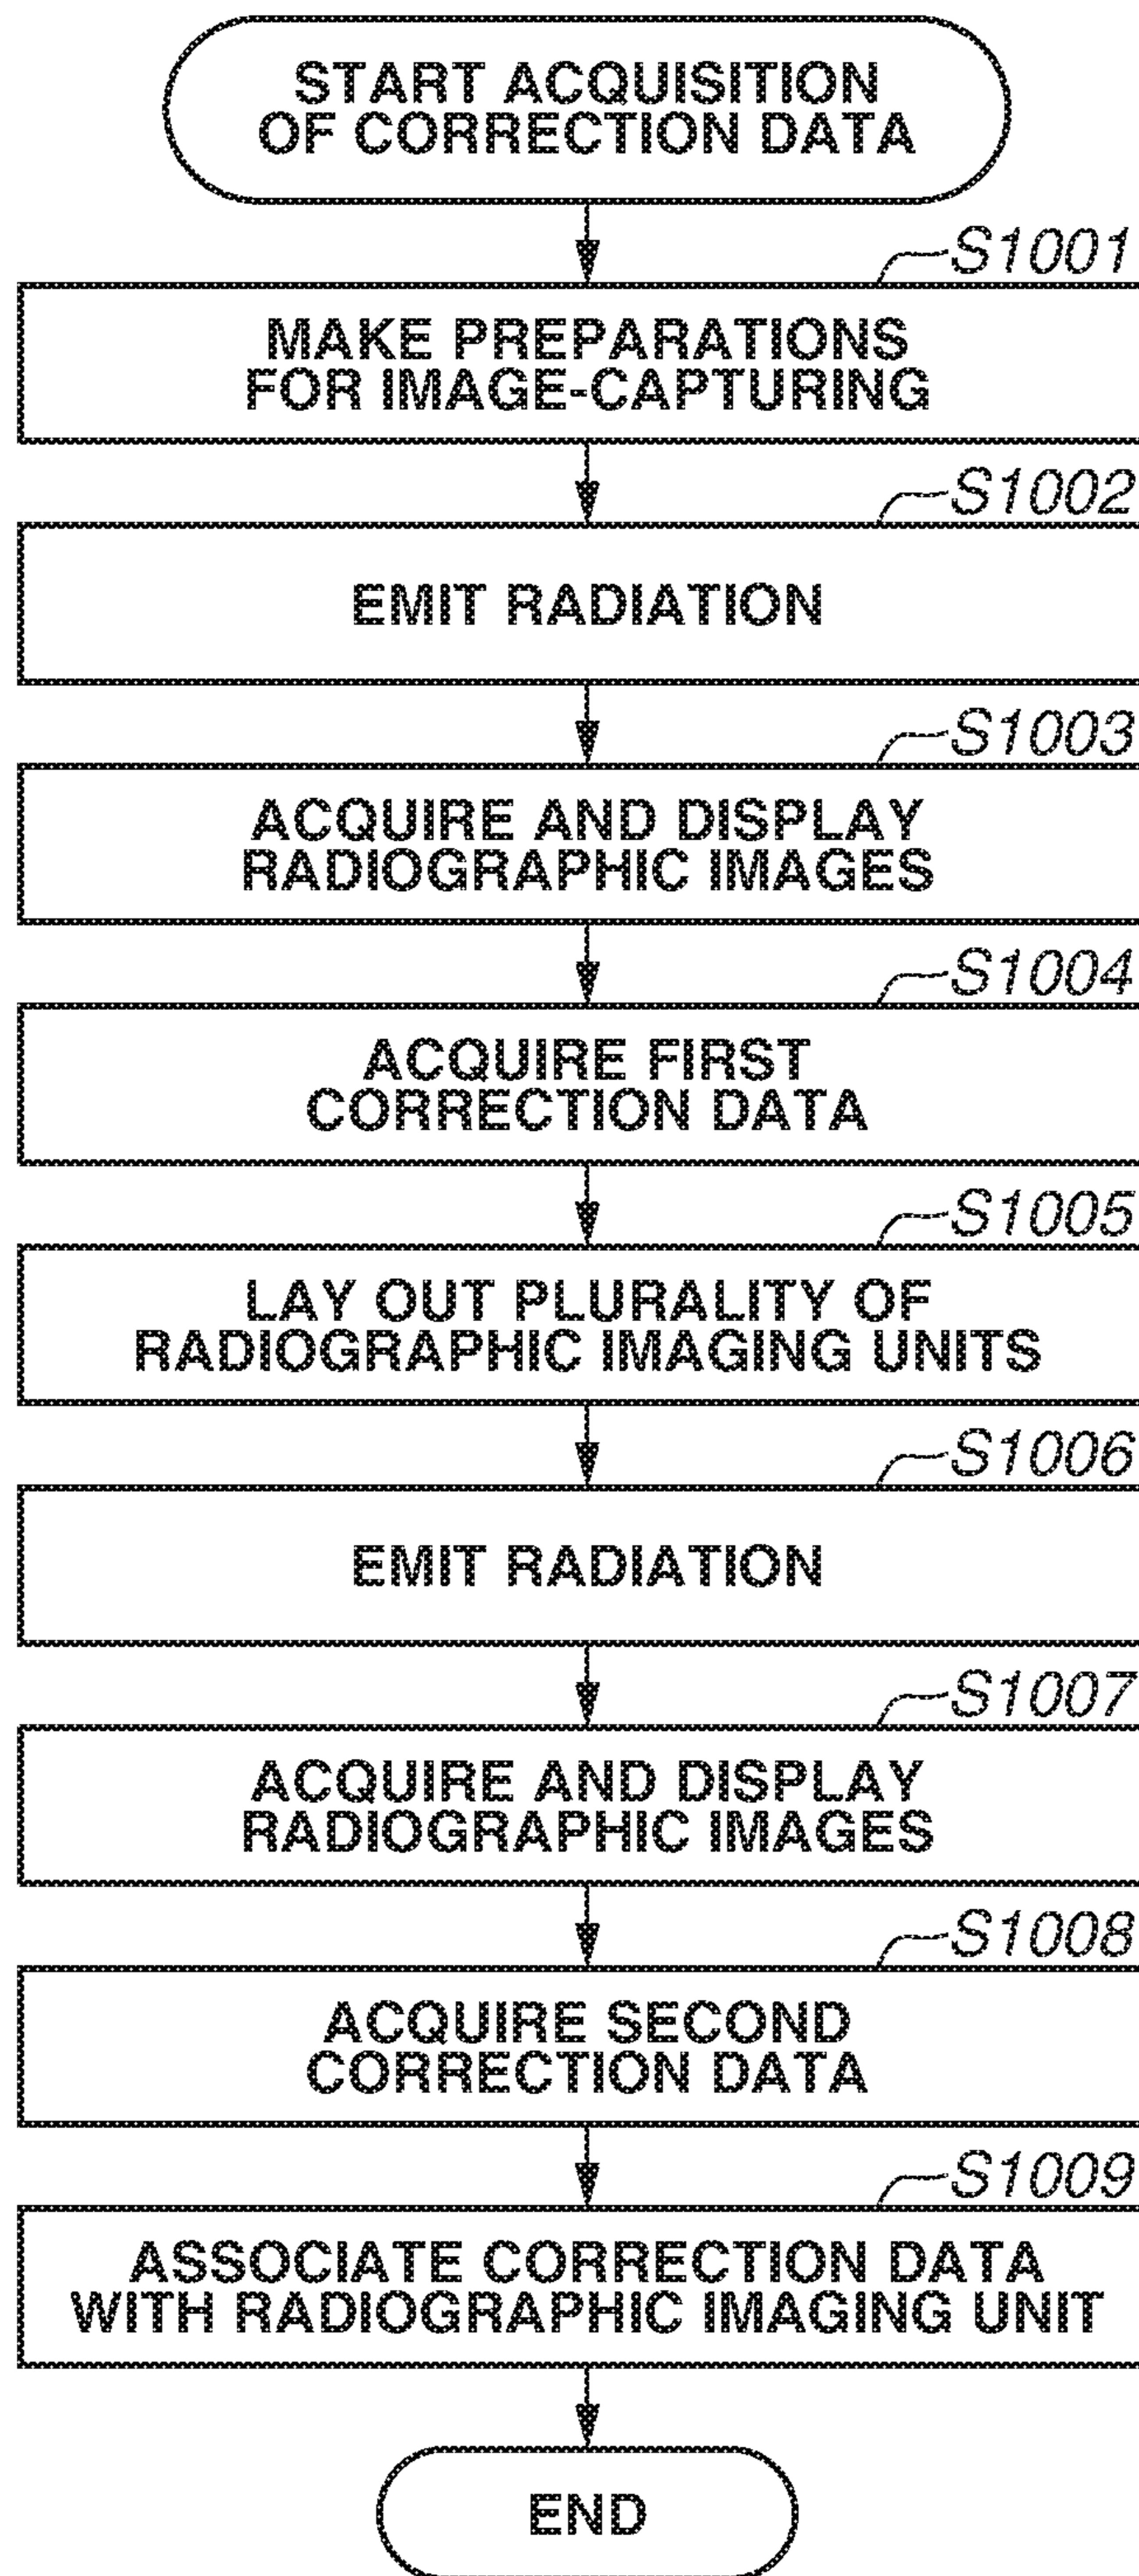 START ACQUISITION
OF CORRECTION DATA
S1001
MAKE PREPARATIONS
FOR IMAGE-CAPTURING
S1002
EMIT RADIATION
S1003
ACQUIRE AND DISPLAY
RADIOGRAPHIC IMAGES
S1004
ACQUIRE FIRST
CORRECTION DATA
S1005
LAY OUT PLURALITY OF
RADIOGRAPHIC IMAGING UNITS
S1006
EMIT RADIATION
S1007
ACQUIRE AND DISPLAY
RADIOGRAPHIC IMAGES
S1008
ACQUIRE SECOND
CORRECTION DATA
S1009
ASSOCIATE CORRECTION DATA
WITH RADIOGRAPHIC IMAGING UNIT
END